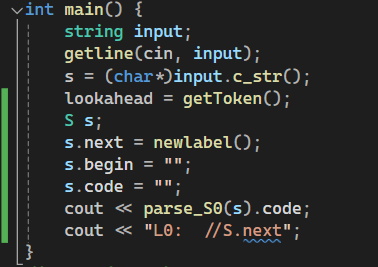 int main() {
string input;
getline(cin, input);
s = (char*)input.c_str();
lookahead = getToken();
S s;
s.next = newlabel();
s.begin = "";
s.code = "";
cout << parse_S0(s).code;
cout << "L0:  //S.next";
}